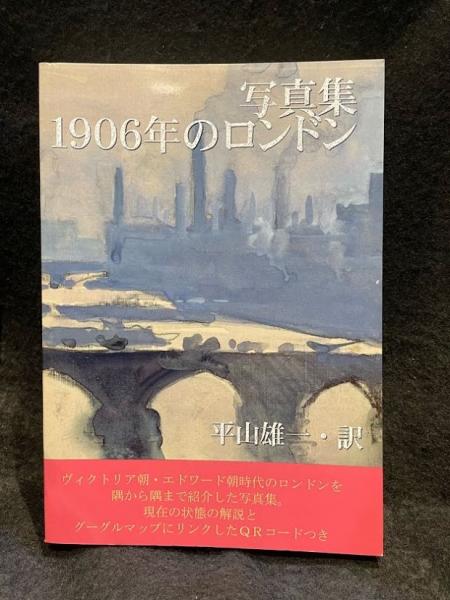 写真集
1906年のロンドン
平山雄一・訳
ヴィクトリア朝・エドワード朝時代のロンドンを
隅から隅まで紹介した写真集。
現在の状態の解説と
グーグルマップにリンクしたQRコードつき